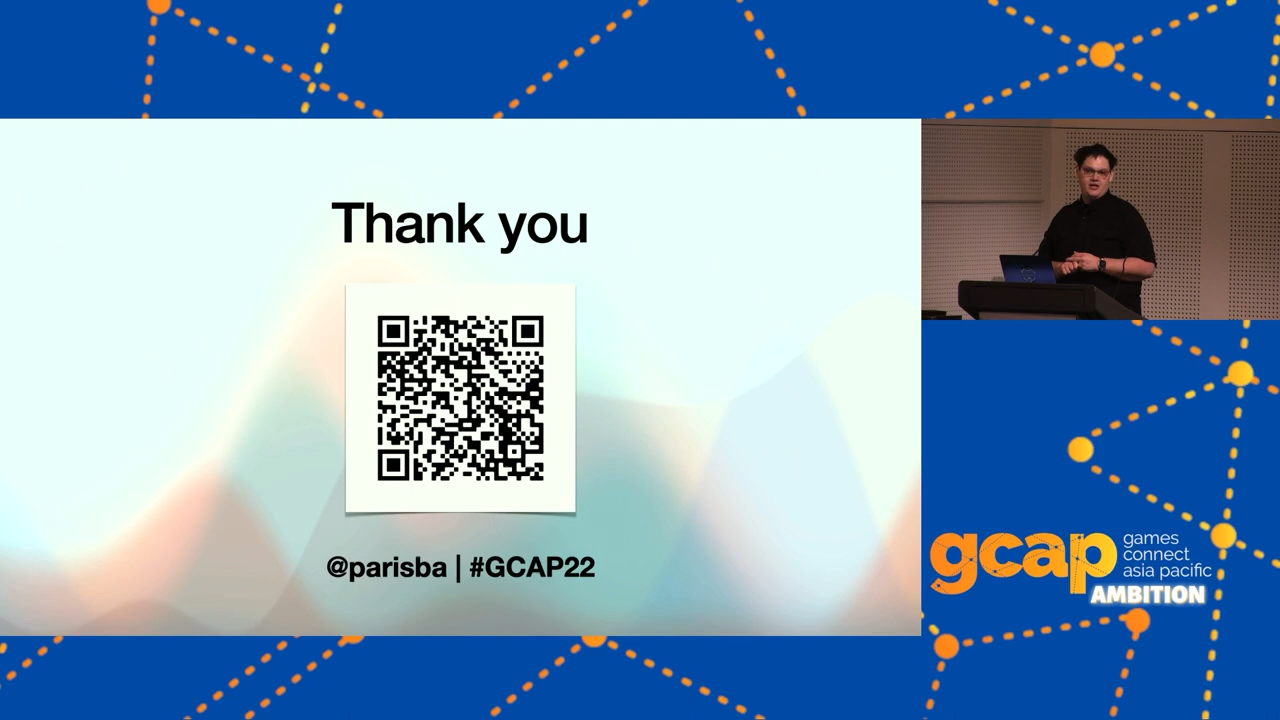 Thank you
@parisba | #GCAP22
gcap
games
connect
asia pacific
AMBITION